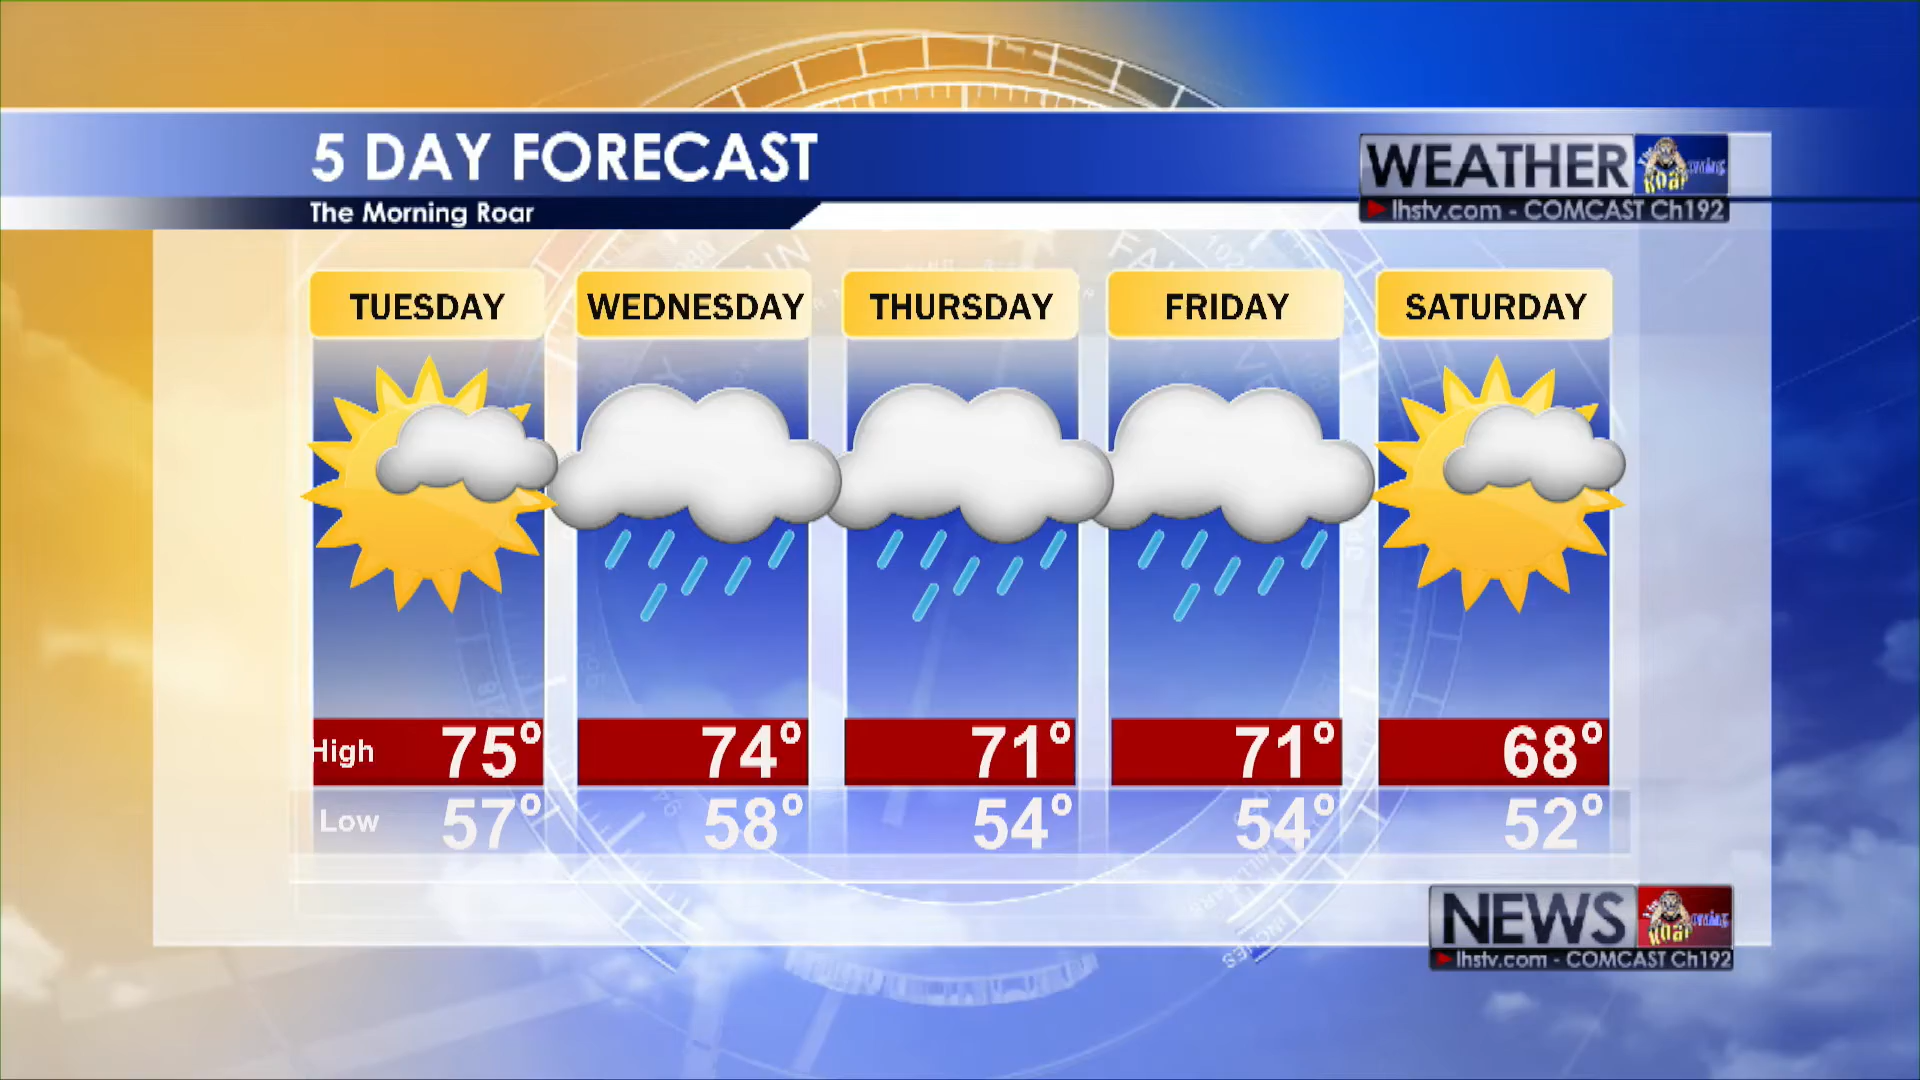 5 DAY FORECAST
The Morning Roar
WEATHER
lhstv.com - COMCAST Ch192
TUESDAY WEDNESDAY THURSDAY FRIDAY SATURDAY
High 75° 74° 71° 71° 68°
Low 57° 58° 54° 54° 52°
NEWS
lhstv.com - COMCAST Ch192